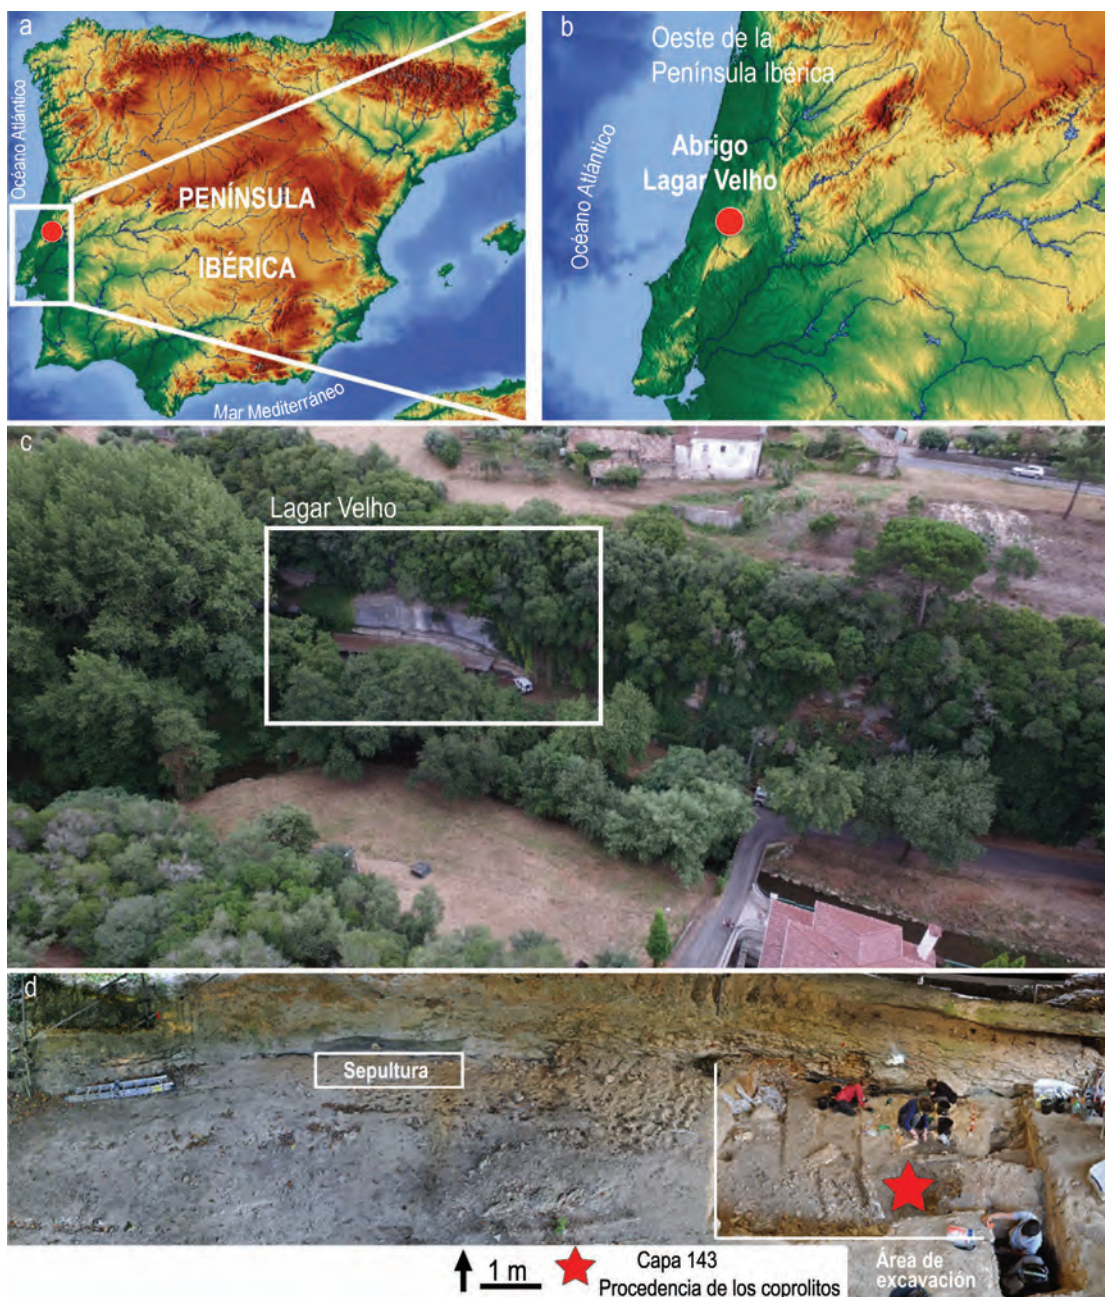 a
Océano Atlántico
PENÍNSULA
IBÉRICA
Mar Mediterráneo
b
Oeste de la
Península Ibérica
Océano Atlántico
Abrigo
Lagar Velho
c
Lagar Velho
d
Sepultura
1 m
Capa 143
Procedencia de los coprolitos
Área de
excavación